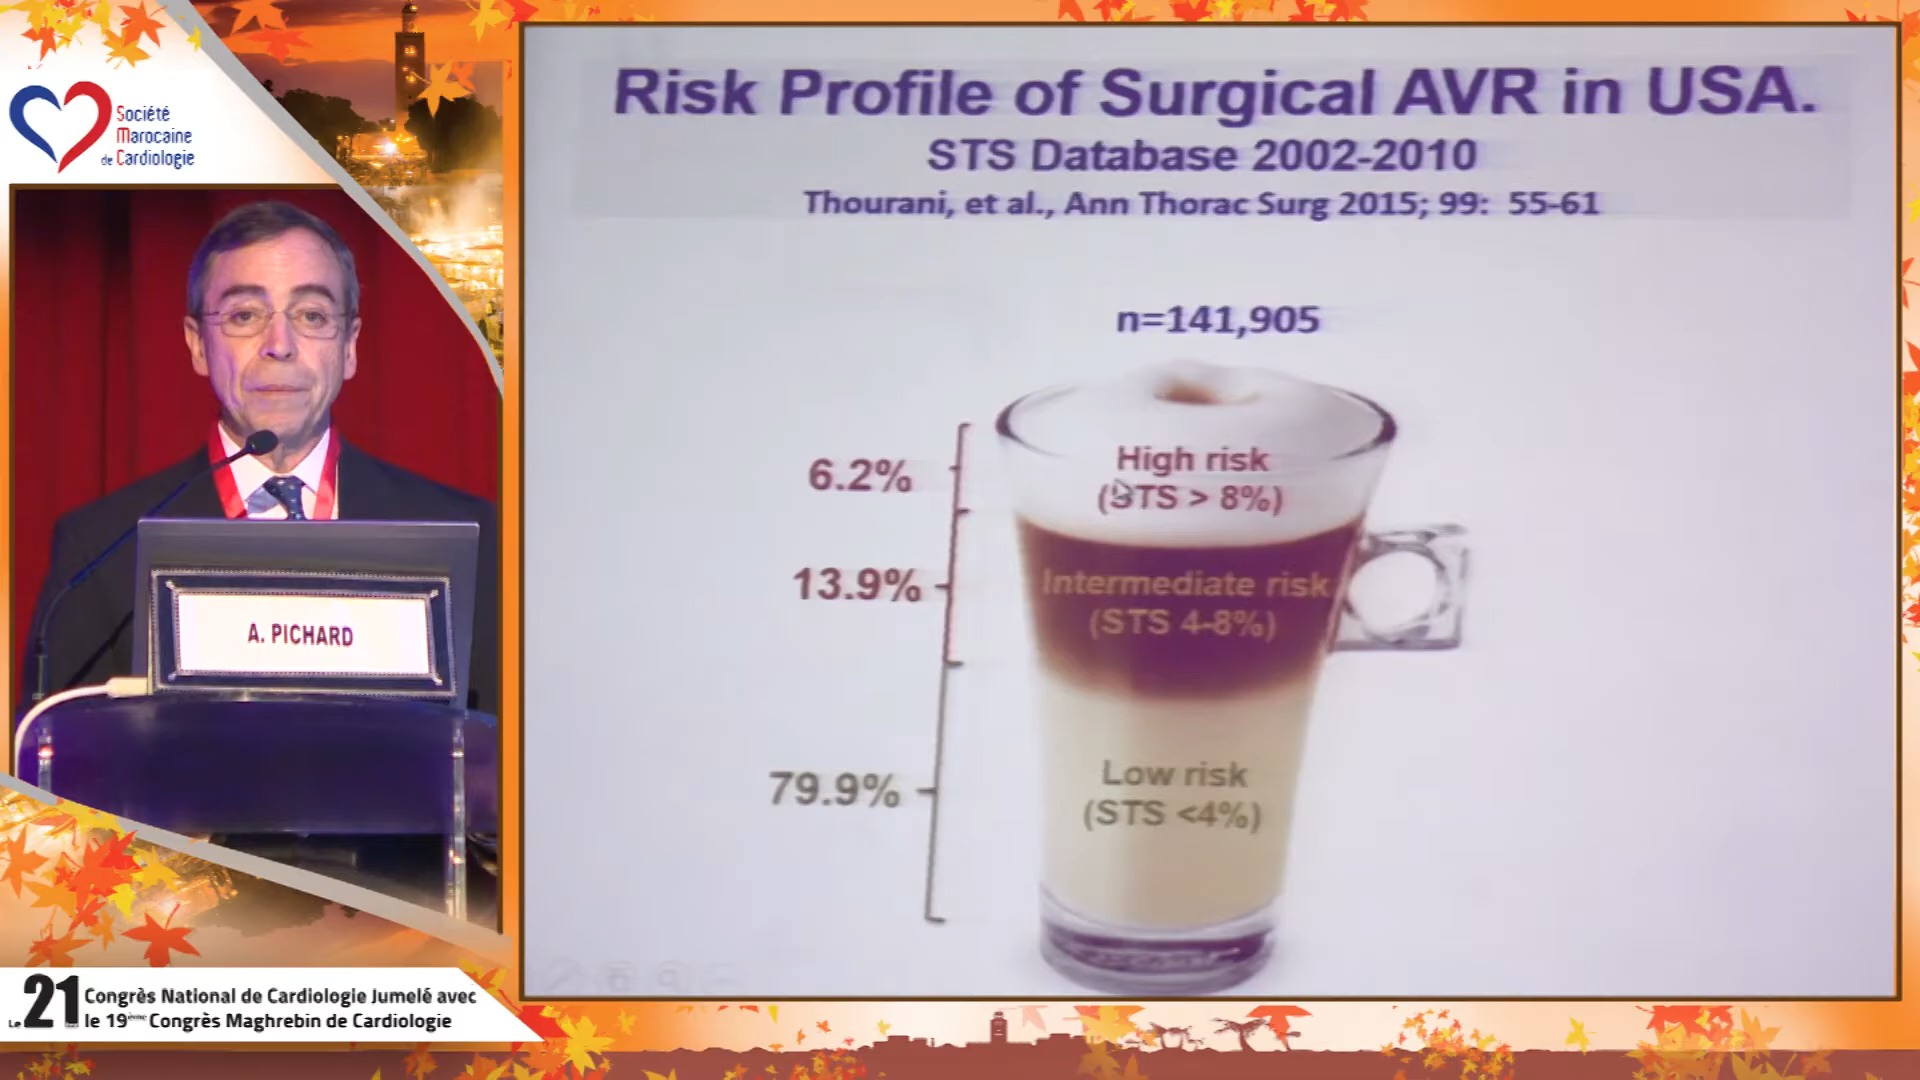 Société
Marocaine
de Cardiologie
A. PICHARD
Le 21
Congrès National de Cardiologie Jumelé avec
le 19ème Congrès Maghrebin de Cardiologie
Risk Profile of Surgical AVR in USA.
STS Database 2002-2010
Thourani, et al., Ann Thorac Surg 2015; 99: 55-61
n=141,905
6.2%
High risk
(STS > 8%)
13.9%
Intermediate risk
(STS 4-8%)
79.9%
Low risk
(STS <4%)